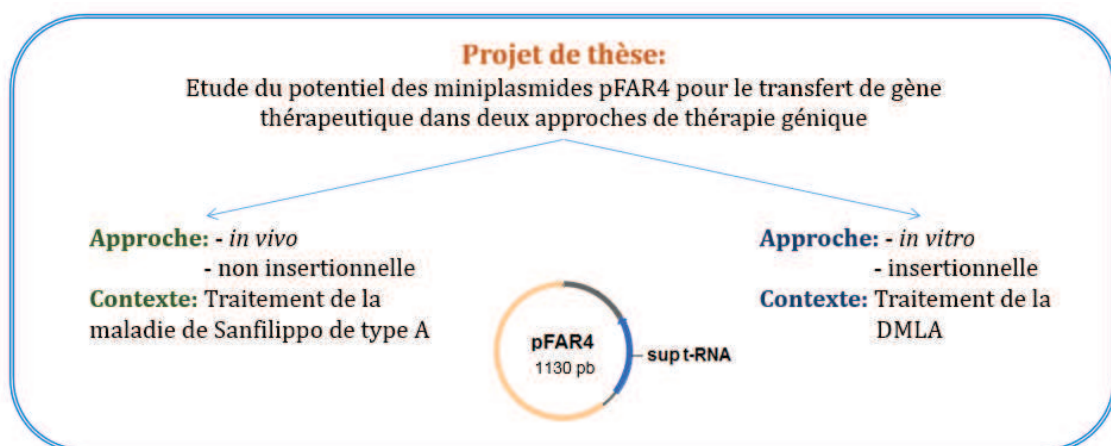 Projet de thèse:
Etude du potentiel des miniplasmides pFAR4 pour le transfert de gène
thérapeutique dans deux approches de thérapie génique
Approche: - in vivo
- non insertionnelle
Contexte: Traitement de la
maladie de Sanfilippo de type A
Approche: - in vitro
- insertionnelle
Contexte: Traitement de la
DMLA
pFAR4
1130 pb
sup t-RNA